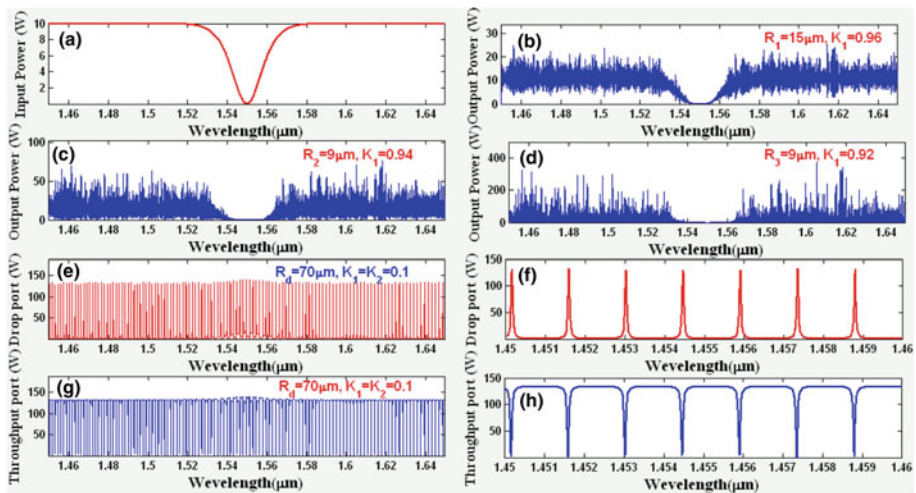 (a)
Input Power (W)
10
8
6
4
2
1.46 1.48 1.5 1.52 1.54 1.56 1.58 1.6 1.62 1.64
Wavelength(μm)
(b)
R1=15μm, K1=0.96
Output Power (W)
30
20
10
0
1.46 1.48 1.5 1.52 1.54 1.56 1.58 1.6 1.62 1.64
Wavelength(μm)
(c)
R2=9μm, K1=0.94
Output Power (W)
100
50
0
1.46 1.48 1.5 1.52 1.54 1.56 1.58 1.6 1.62 1.64
Wavelength(μm)
(d)
R3=9μm, K1=0.92
Output Power (W)
400
200
0
1.46 1.48 1.5 1.52 1.54 1.56 1.58 1.6 1.62 1.64
Wavelength(μm)
(e)
Rd=70μm, K1=K2=0.1
Drop port (W)
150
100
50
1.46 1.48 1.5 1.52 1.54 1.56 1.58 1.6 1.62 1.64
Wavelength(μm)
(f)
Drop port (W)
150
100
50
1.45 1.451 1.452 1.453 1.454 1.455 1.456 1.457 1.458 1.459 1.46
Wavelength(μm)
(g)
Rd=70μm, K1=K2=0.1
Throughput port (W)
150
100
50
1.46 1.48 1.5 1.52 1.54 1.56 1.58 1.6 1.62 1.64
Wavelength(μm)
(h)
Throughput port (W)
150
100
50
1.45 1.451 1.452 1.453 1.454 1.455 1.456 1.457 1.458 1.459 1.46
Wavelength(μm)